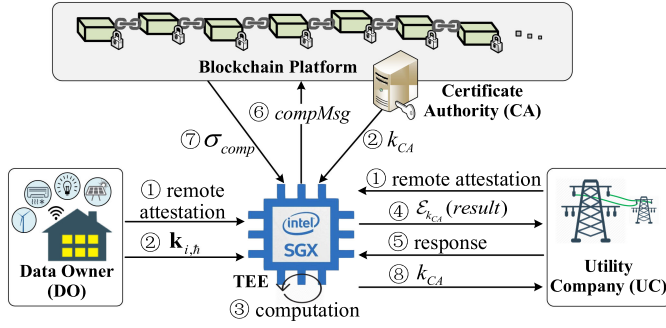 Blockchain Platform
Certificate
Authority (CA)
⑥ compMsg
⑦ σ_comp
② k_CA
① remote
attestation
② k_i,ħ
Data Owner
(DO)
intel
SGX
TEE
③ computation
① remote attestation
④ ℰ_k_CA(result)
⑤ response
⑧ k_CA
Utility
Company (UC)